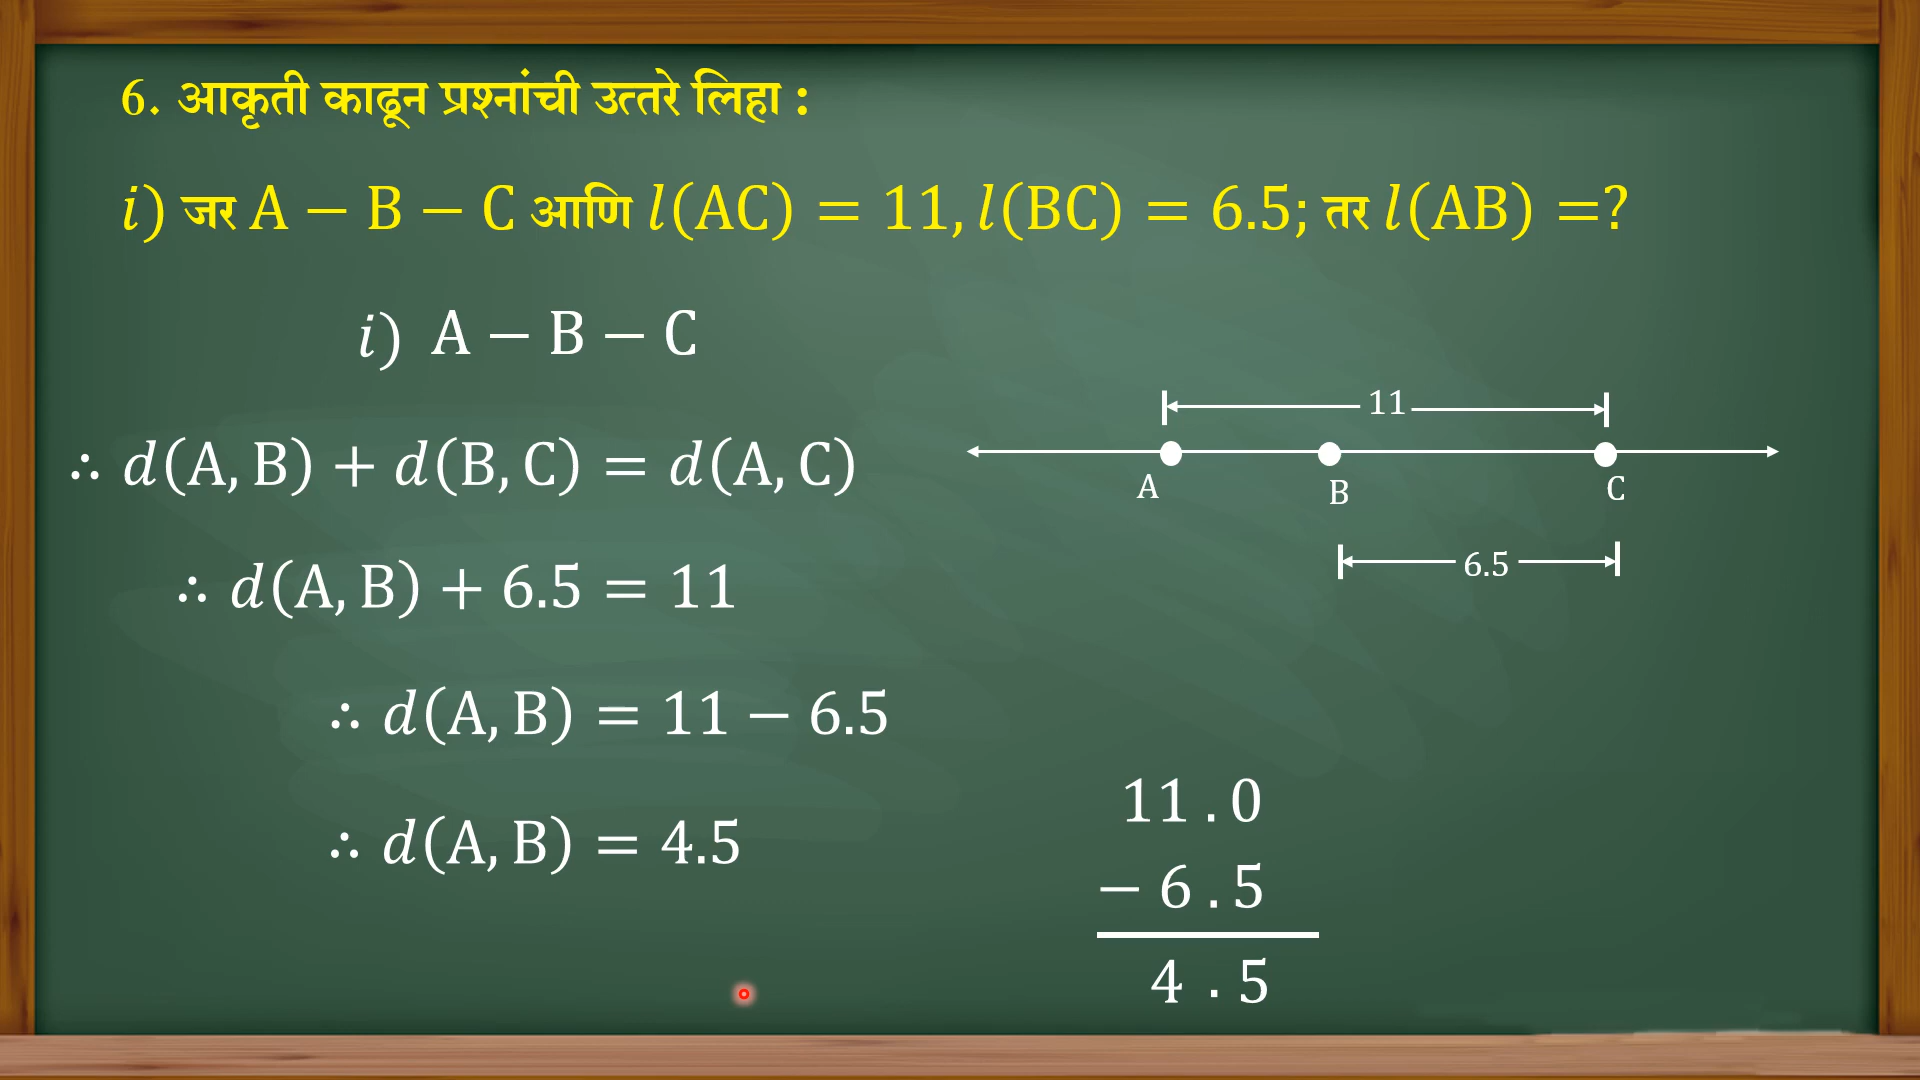 6. आकृती काढून प्रश्नांची उत्तरे लिहा :
i) जर A − B − C आणि l(AC) = 11, l(BC) = 6.5; तर l(AB) =?
i) A − B − C
∴ d(A, B) + d(B, C) = d(A, C)
∴ d(A, B) + 6.5 = 11
∴ d(A, B) = 11 − 6.5
∴ d(A, B) = 4.5
11
A B C
6.5
11 . 0
− 6 . 5
4 . 5